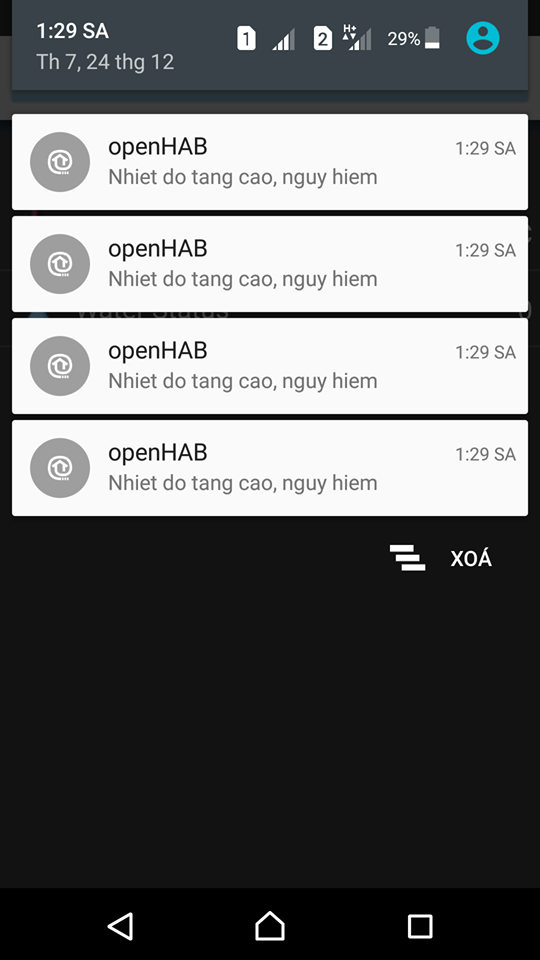 1:29 SA
1
2
H+
29%
Th 7, 24 thg 12
openHAB
1:29 SA
Nhiet do tang cao, nguy hiem
openHAB
1:29 SA
Nhiet do tang cao, nguy hiem
Water Status
openHAB
1:29 SA
Nhiet do tang cao, nguy hiem
openHAB
1:29 SA
Nhiet do tang cao, nguy hiem
XOÁ